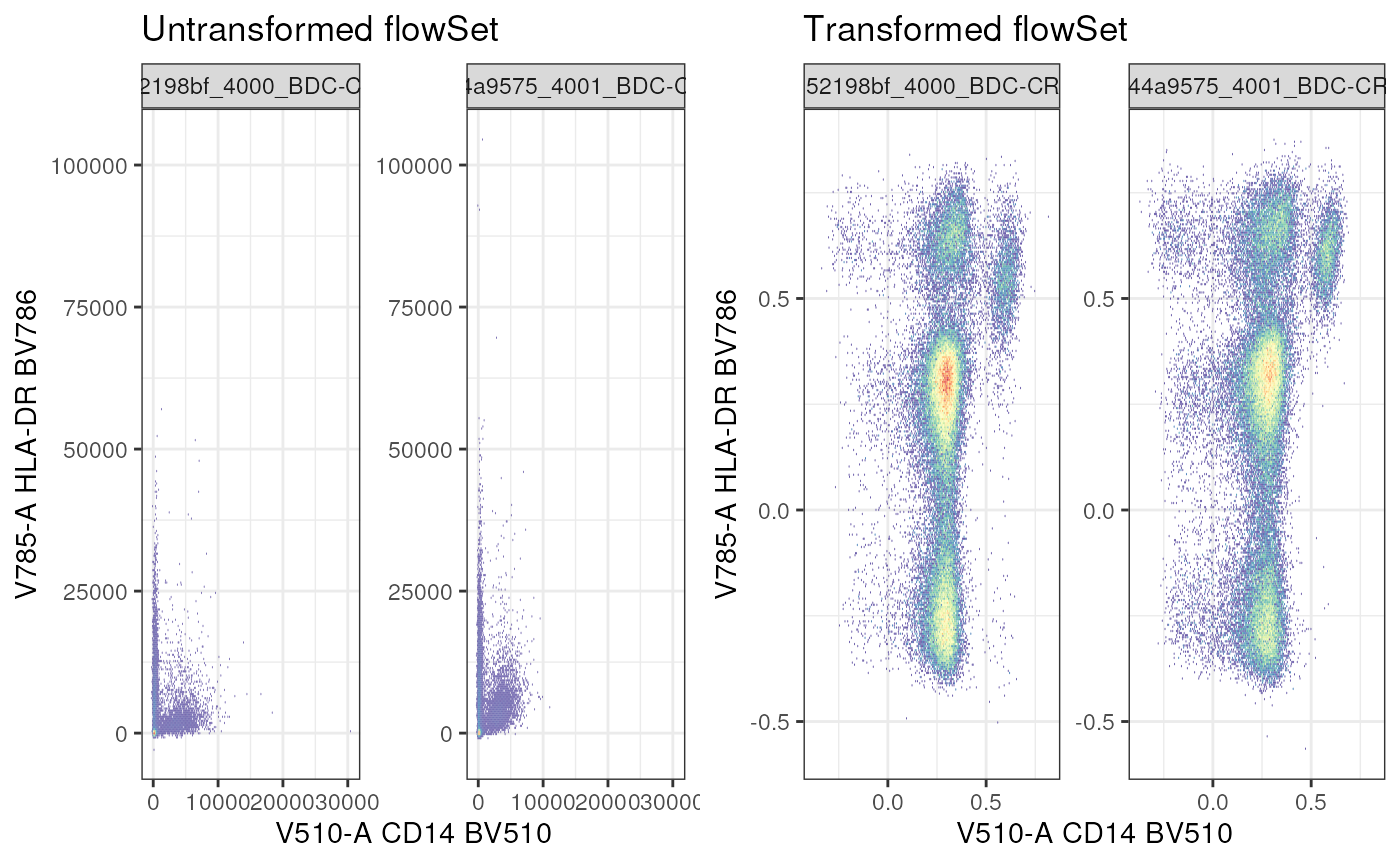 Untransformed flowSet
Transformed flowSet
2198bf_4000_BDC-C
4a9575_4001_BDC-C
52198bf_4000_BDC-CR
44a9575_4001_BDC-CR
V785-A HLA-DR BV786
100000
75000
50000
25000
0
100000
75000
50000
25000
0
V785-A HLA-DR BV786
0.5
0.0
-0.5
0.5
0.0
-0.5
0 10000 20000 30000
0 10000 20000 3000
0.0 0.5
0.0 0.5
V510-A CD14 BV510
V510-A CD14 BV510